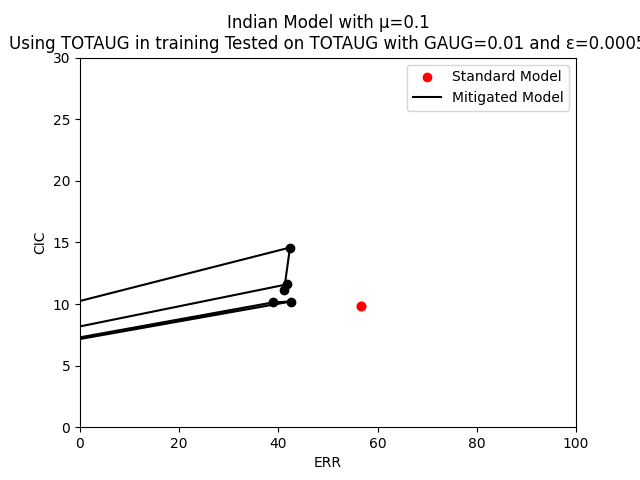 Indian Model with μ=0.1
Using TOTAUG in training Tested on TOTAUG with GAUG=0.01 and ε=0.0005
30
25
20
15
10
5
0
CIC
0 20 40 60 80 100
ERR
Standard Model
Mitigated Model